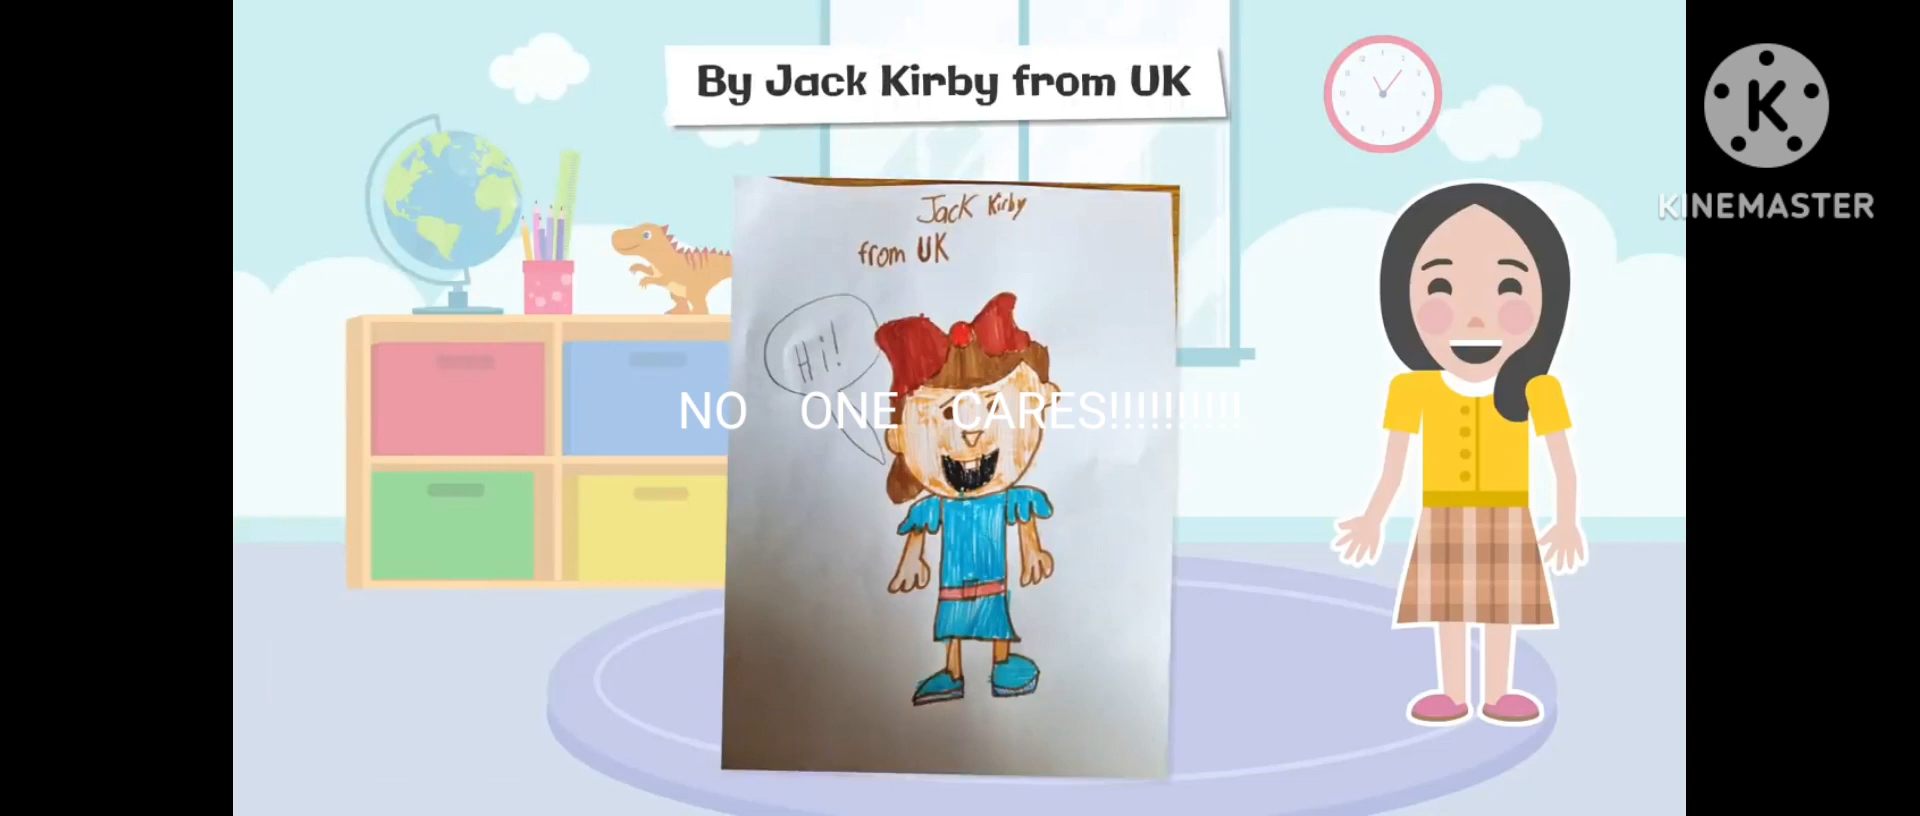 By Jack Kirby from UK
K
KINEMASTER
Jack Kirby
from UK
Hi!
NO ONE CARES!!!!!!!!!!